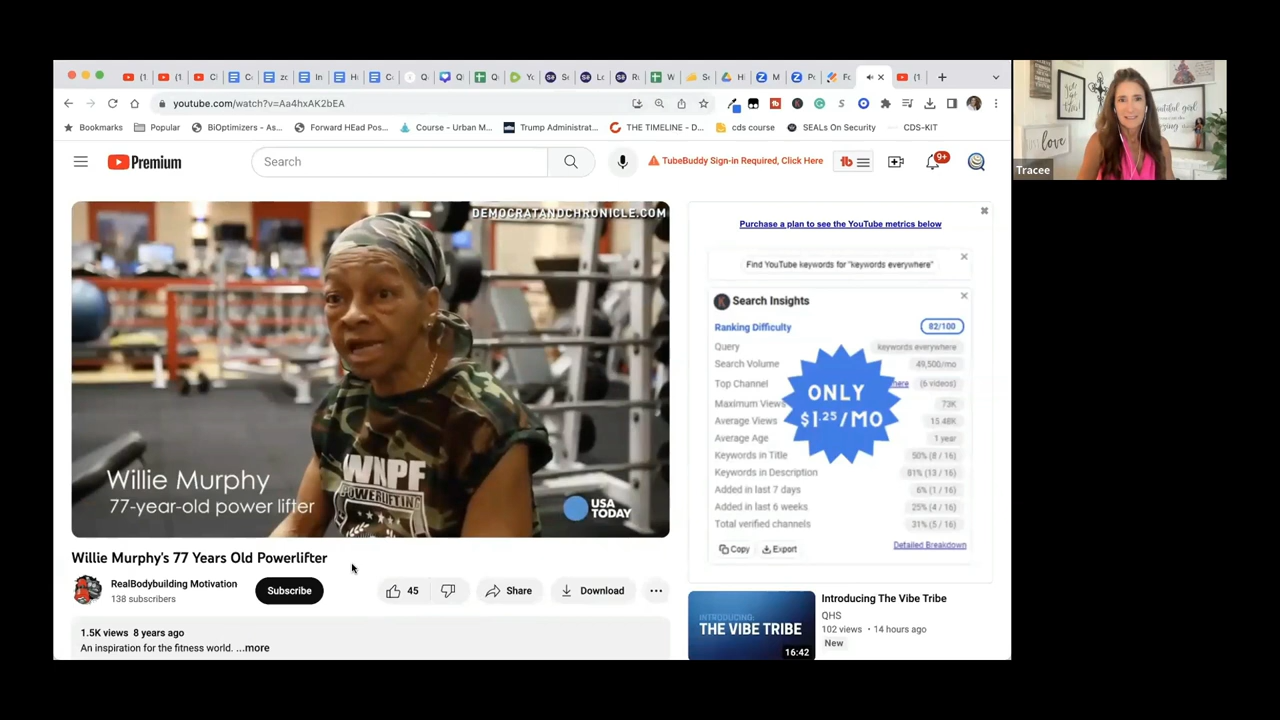 (1
(1
youtube.com/watch?v=Aa4hxAK2bEA
Bookmarks
Popular
BiOptimizers - As...
Forward HEad Pos...
Course - Urban M...
Trump Administrat...
THE TIMELINE – D...
cds course
SEALs On Security
CDS-KIT
Premium
Search
TubeBuddy Sign-in Required, Click Here
tb
9+
DEMOCRATANDCHRONICLE.COM
WNPF
POWERLIFTING
Willie Murphy
77-year-old power lifter
USA
TODAY
Willie Murphy's 77 Years Old Powerlifter
RealBodybuilding Motivation
138 subscribers
Subscribe
45
Share
Download
1.5K views 8 years ago
An inspiration for the fitness world. ...more
Purchase a plan to see the YouTube metrics below
Find YouTube keywords for "keywords everywhere"
Search Insights
Ranking Difficulty 82/100
Query keywords everywhere
Search Volume 49,500/mo
Top Channel here (6 videos)
Maximum Views 73K
Average Views 15.48K
Average Age 1 year
Keywords in Title 50% (8 / 16)
Keywords in Description 81% (13 / 16)
Added in last 7 days 6% (1 / 16)
Added in last 6 weeks 25% (4 / 16)
Total verified channels 31% (5 / 16)
ONLY
$1.25/MO
Copy
Export
Detailed Breakdown
INTRODUCING:
THE VIBE TRIBE
16:42
Introducing The Vibe Tribe
QHS
102 views • 14 hours ago
New
love
Tracee